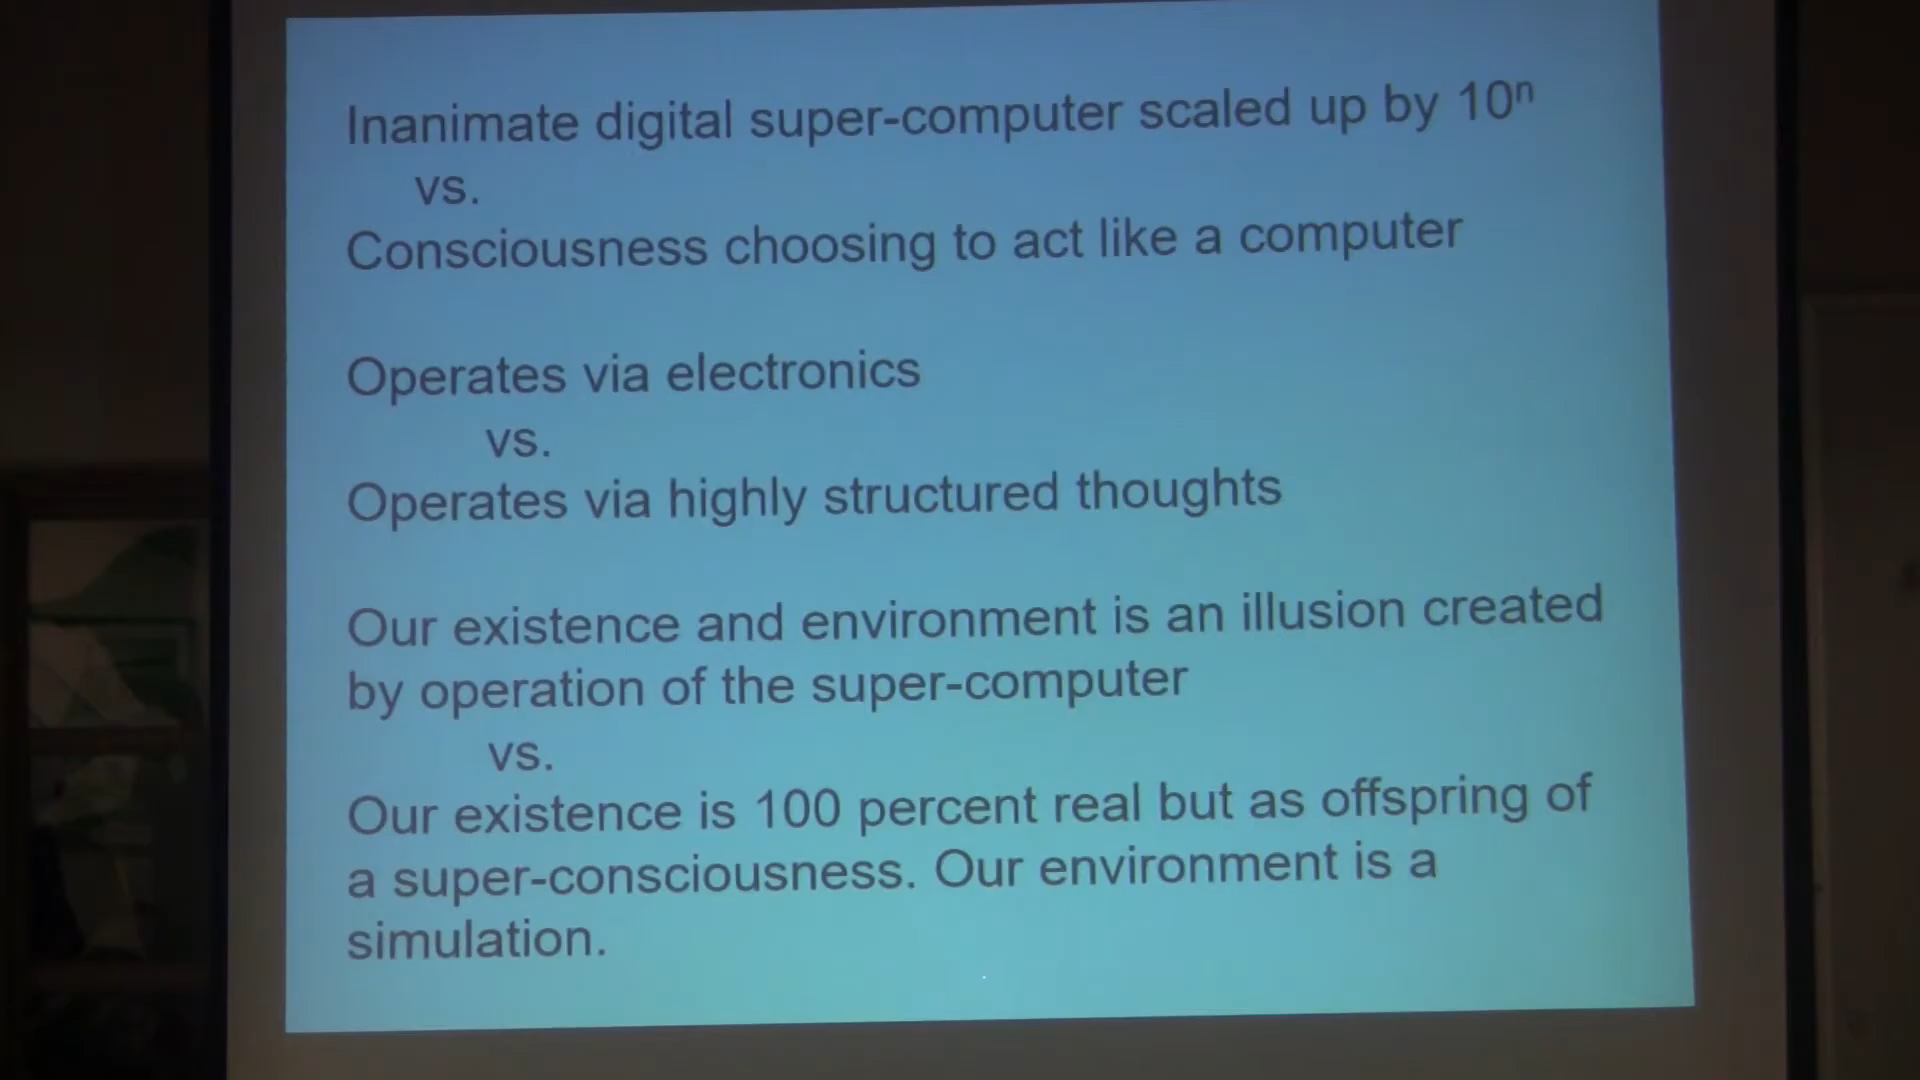 Inanimate digital super-computer scaled up by 10ⁿ
vs.
Consciousness choosing to act like a computer
Operates via electronics
vs.
Operates via highly structured thoughts
Our existence and environment is an illusion created
by operation of the super-computer
vs.
Our existence is 100 percent real but as offspring of
a super-consciousness. Our environment is a
simulation.